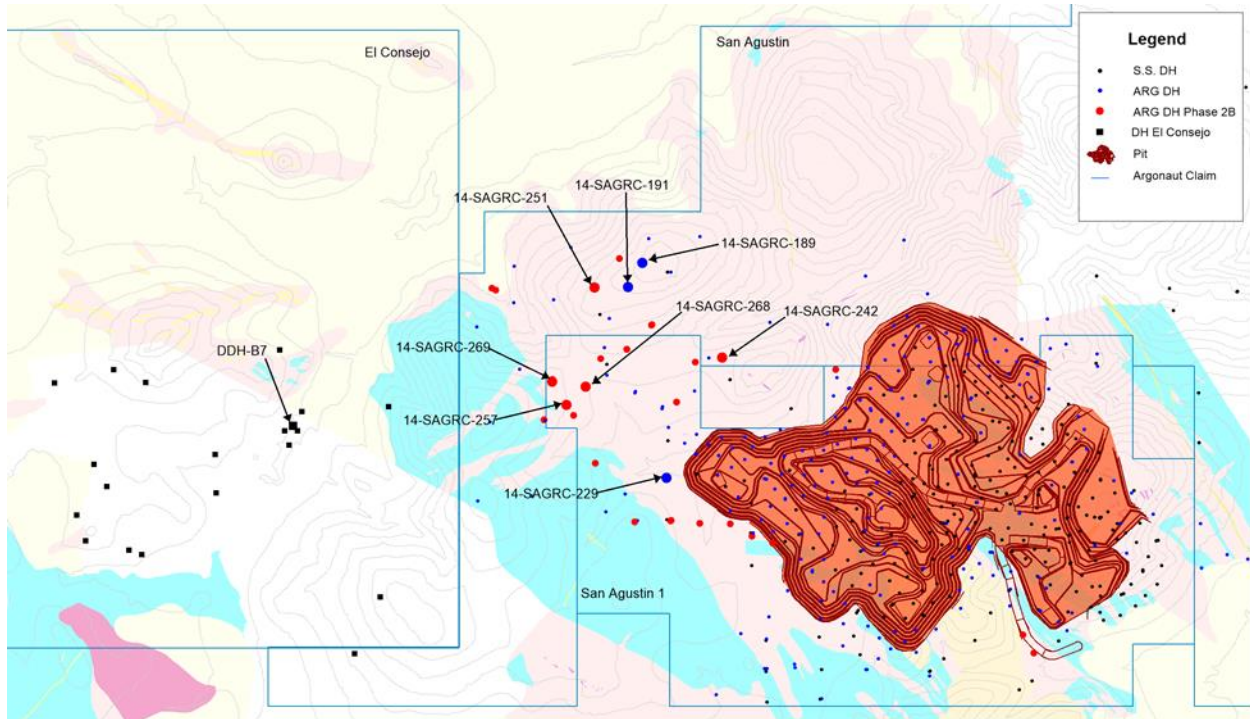 El Consejo
San Agustin
Legend
S.S. DH
ARG DH
ARG DH Phase 2B
DH El Consejo
Pit
Argonaut Claim
14-SAGRC-191
14-SAGRC-251
14-SAGRC-189
14-SAGRC-268
14-SAGRC-242
14-SAGRC-269
DDH-B7
14-SAGRC-257
14-SAGRC-229
San Agustin 1